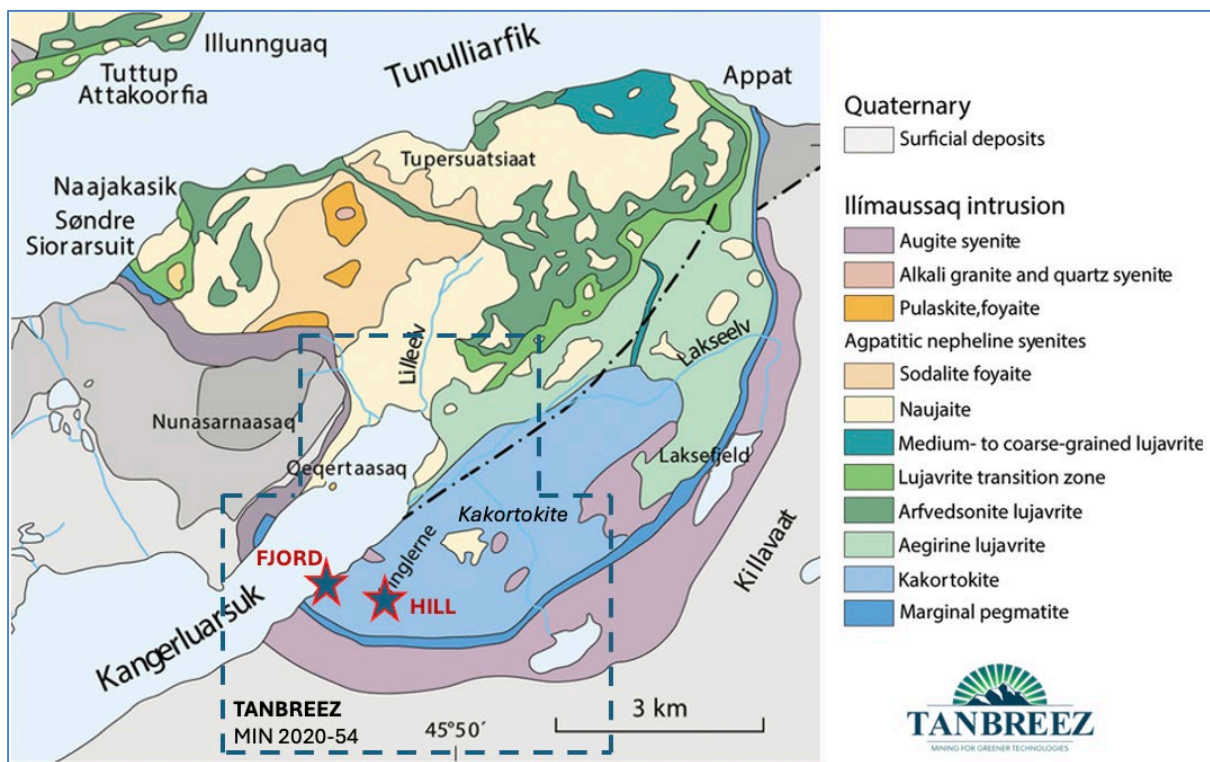 Illunnguaq
Tuttup
Attakoorfia
Tunulliarfik
Appat
Tupersuatsiaat
Naajakasik
Søndre
Siorarsuit
Lilleelv
Lakseelv
Nunasarnaasaq
Qeqertaasaq
Laksefjeld
Kakortokite
Killavaat
FJORD
inglerne
HILL
Kangerluarsuk
TANBREEZ
MIN 2020-54
45°50´
3 km
Quaternary
Surficial deposits
Ilímaussaq intrusion
Augite syenite
Alkali granite and quartz syenite
Pulaskite,foyaite
Agpatitic nepheline syenites
Sodalite foyaite
Naujaite
Medium- to coarse-grained lujavrite
Lujavrite transition zone
Arfvedsonite lujavrite
Aegirine lujavrite
Kakortokite
Marginal pegmatite
TANBREEZ
MINING FOR GREENER TECHNOLOGIES